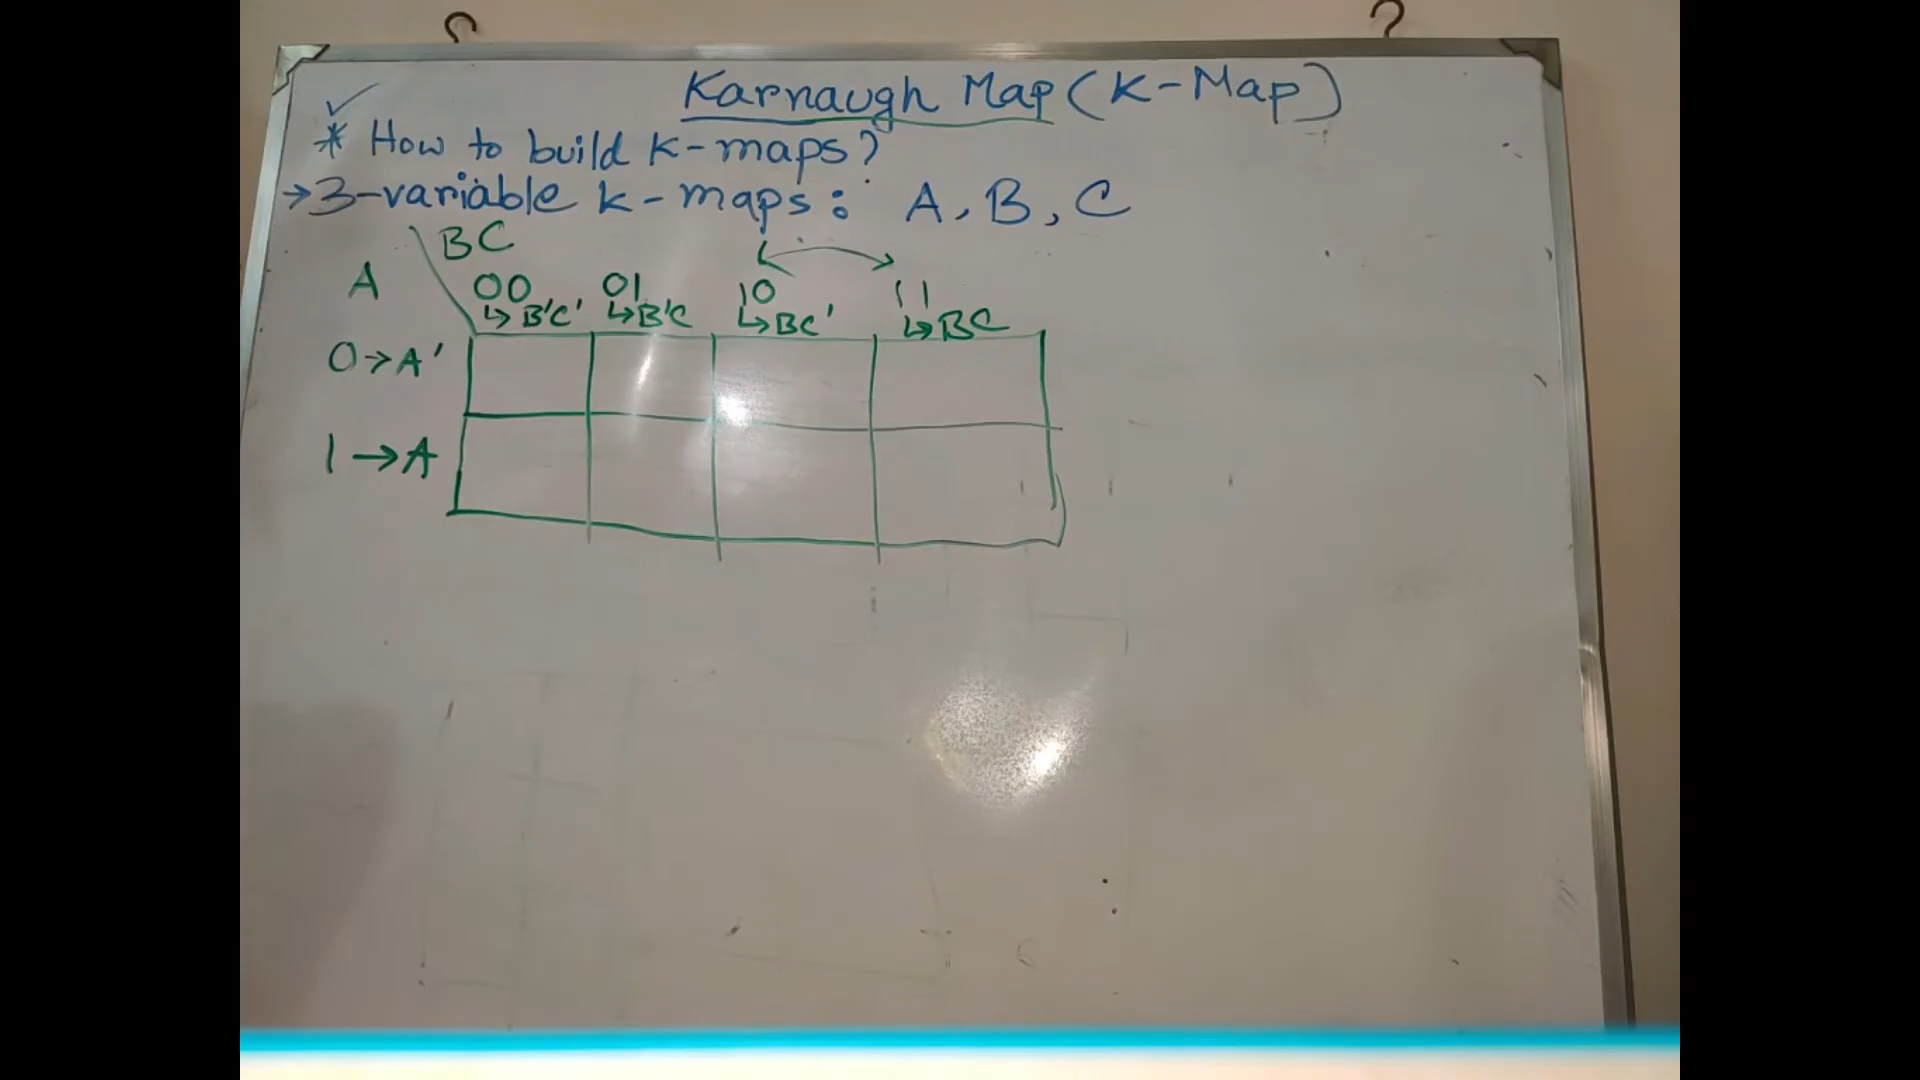 Karnaugh Map (K-Map)
* How to build K-maps?
→ 3-variable K-maps: A, B, C
BC
A 00 01 10 11
↳ B'C' ↳ B'C ↳ BC' ↳ BC
0 → A'
1 → A